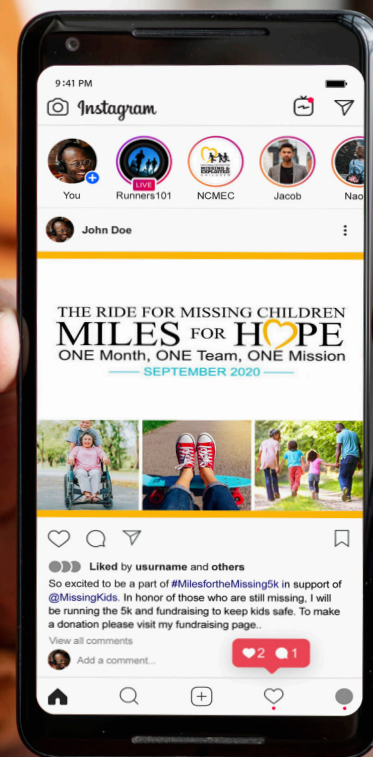 9:41 PM
Instagram
LIVE
MISSING &
EXPLOITED
CHILDREN
You
Runners101
NCMEC
Jacob
Nao
John Doe
THE RIDE FOR MISSING CHILDREN
MILES FOR HOPE
ONE Month, ONE Team, ONE Mission
SEPTEMBER 2020
Liked by usurname and others
So excited to be a part of #MilesfortheMissing5k in support of
@MissingKids. In honor of those who are still missing, I will
be running the 5k and fundraising to keep kids safe. To make
a donation please visit my fundraising page..
View all comments
Add a comment...
2 1